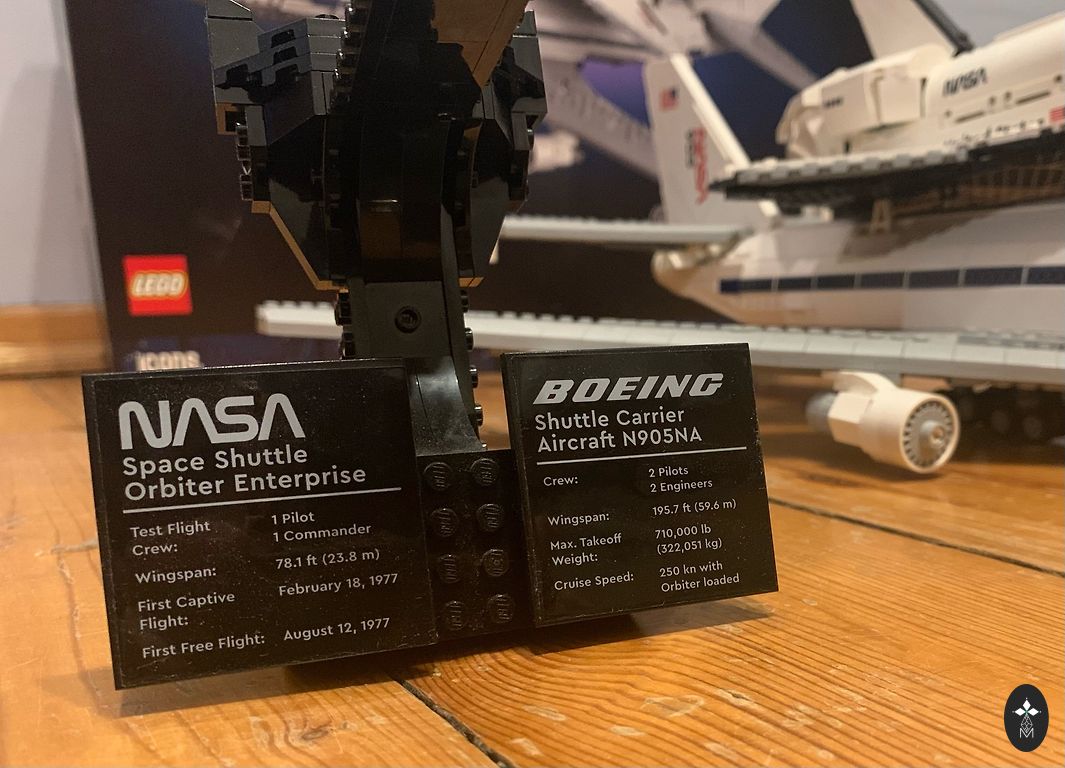 LEGO
ICONS
NASA
NASA
Space Shuttle
Orbiter Enterprise
Test Flight
Crew:
1 Pilot
1 Commander
Wingspan:
78.1 ft (23.8 m)
First Captive
Flight:
February 18, 1977
First Free Flight:
August 12, 1977
BOEING
Shuttle Carrier
Aircraft N905NA
Crew:
2 Pilots
2 Engineers
Wingspan:
195.7 ft (59.6 m)
Max. Takeoff
Weight:
710,000 lb
(322,051 kg)
Cruise Speed:
250 kn with
Orbiter loaded
M